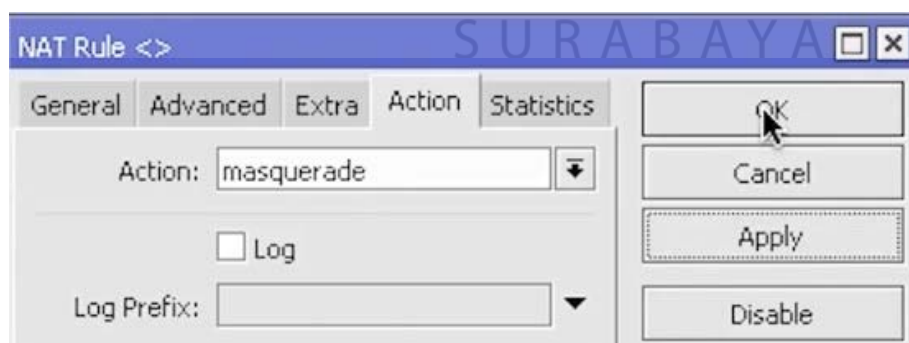 SURABAYA
NAT Rule <>
General Advanced Extra Action Statistics
OK
Action: masquerade
Cancel
Log
Apply
Log Prefix:
Disable